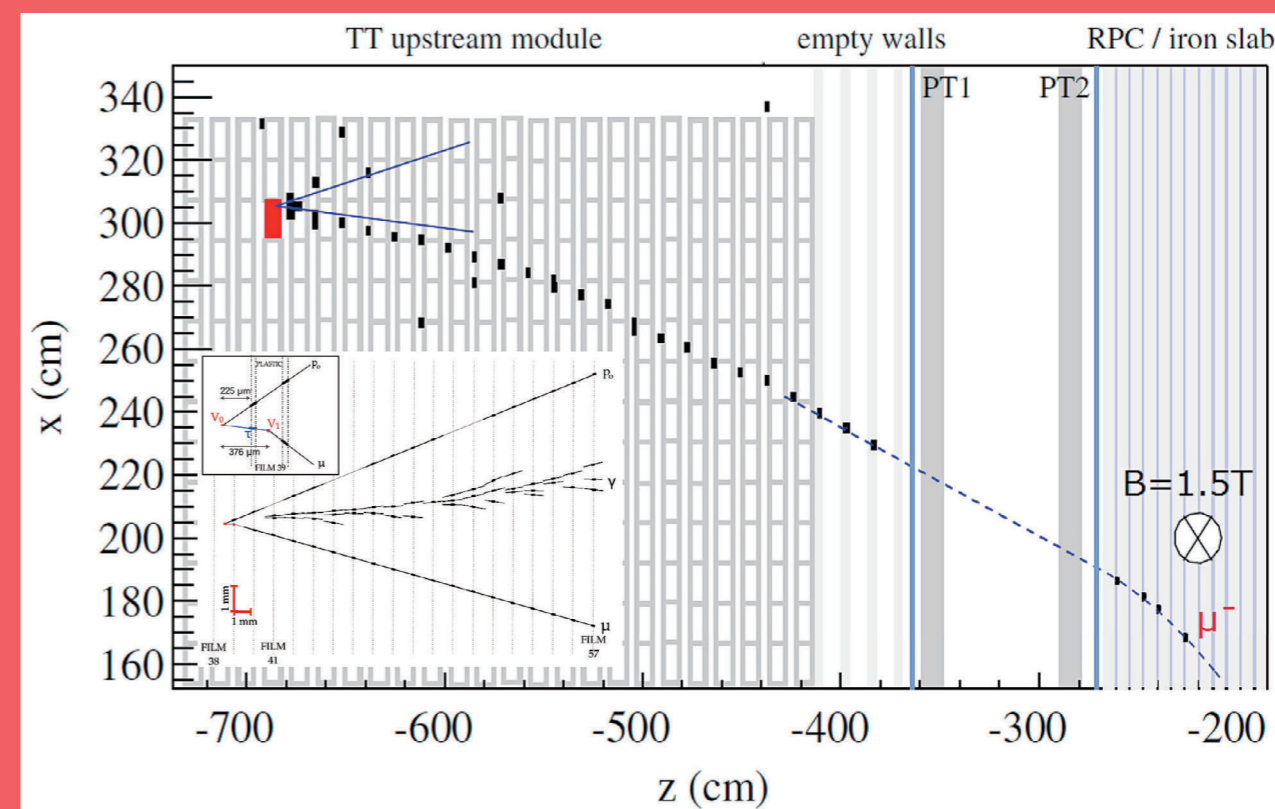 TT upstream module empty walls RPC / iron slab
PT1 PT2
340
320
300
280
260
240
220
200
180
160
x (cm)
PLASTIC
p₀
225 μm
V₀
V₁
τ
376 μm
μ
FILM 39
p₀
γ
μ
1 mm
1 mm
FILM 38
FILM 41
FILM 57
B=1.5T
μ⁻
-700 -600 -500 -400 -300 -200
z (cm)